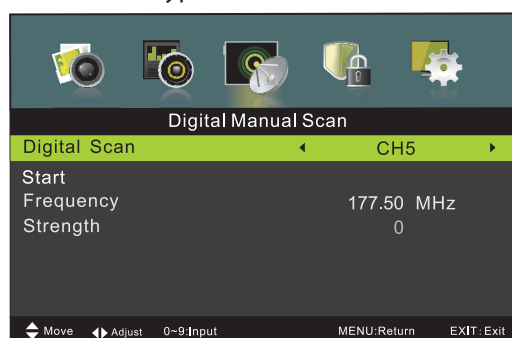 Digital Manual Scan
Digital Scan CH5
Start
Frequency 177.50 MHz
Strength 0
Move Adjust 0~9:Input MENU:Return EXIT:Exit